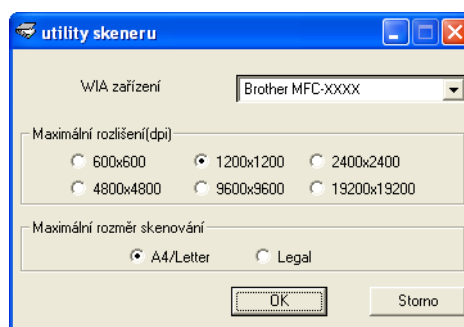 utility skeneru
WIA zařízení Brother MFC-XXXX
Maximální rozlišení(dpi)
600x600 1200x1200 2400x2400
4800x4800 9600x9600 19200x19200
Maximální rozměr skenování
A4/Letter Legal
OK Storno